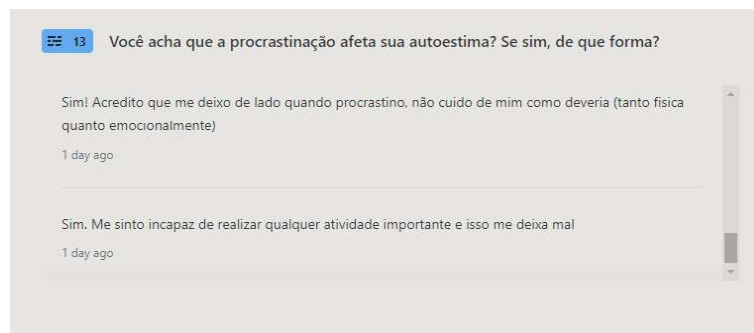 13 Você acha que a procrastinação afeta sua autoestima? Se sim, de que forma?
Sim! Acredito que me deixo de lado quando procrastino, não cuido de mim como deveria (tanto fisica
quanto emocionalmente)
1 day ago
Sim. Me sinto incapaz de realizar qualquer atividade importante e isso me deixa mal
1 day ago